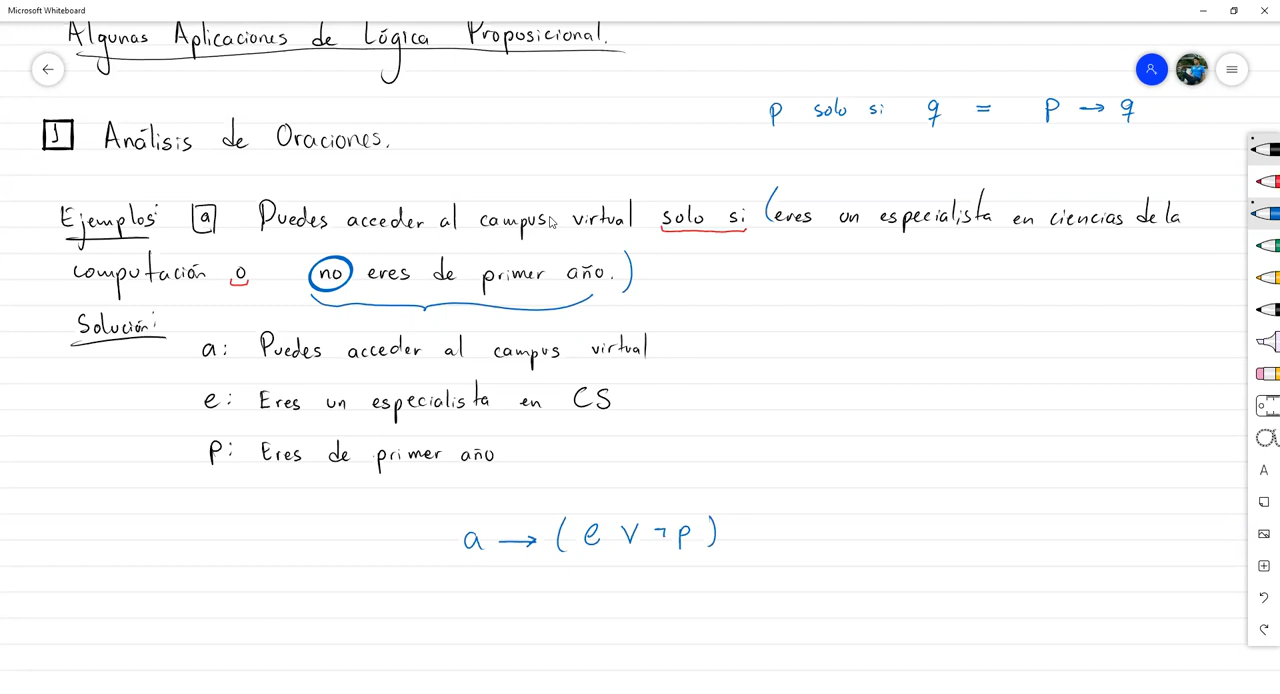 Microsoft Whiteboard
Algunas Aplicaciones de Lógica Proposicional.
p solo si q = p → q
1 Análisis de Oraciones.
Ejemplos: a Puedes acceder al campus virtual solo si (eres un especialista en ciencias de la
computación o no eres de primer año.)
Solución:
a: Puedes acceder al campus virtual
e: Eres un especialista en CS
p: Eres de primer año
a → ( e ∨ ¬ p )
A